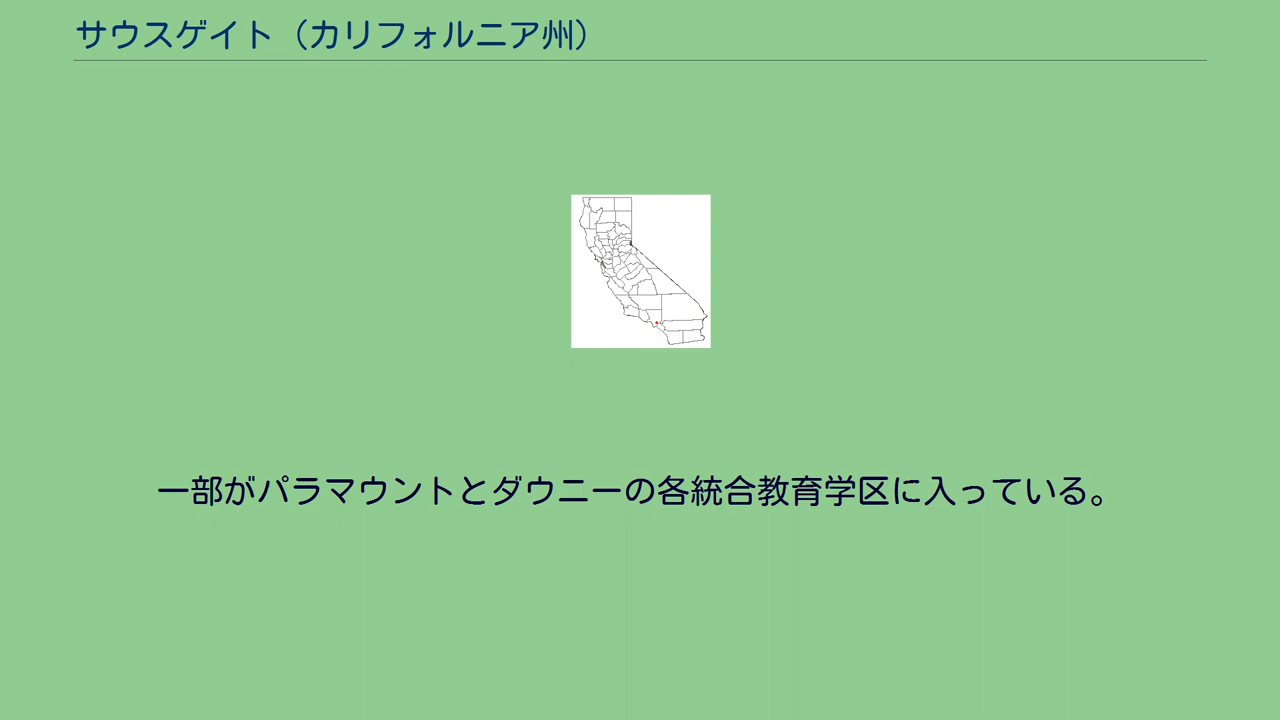 サウスゲイト（カリフォルニア州）
一部がパラマウントとダウニーの各統合教育学区に入っている。